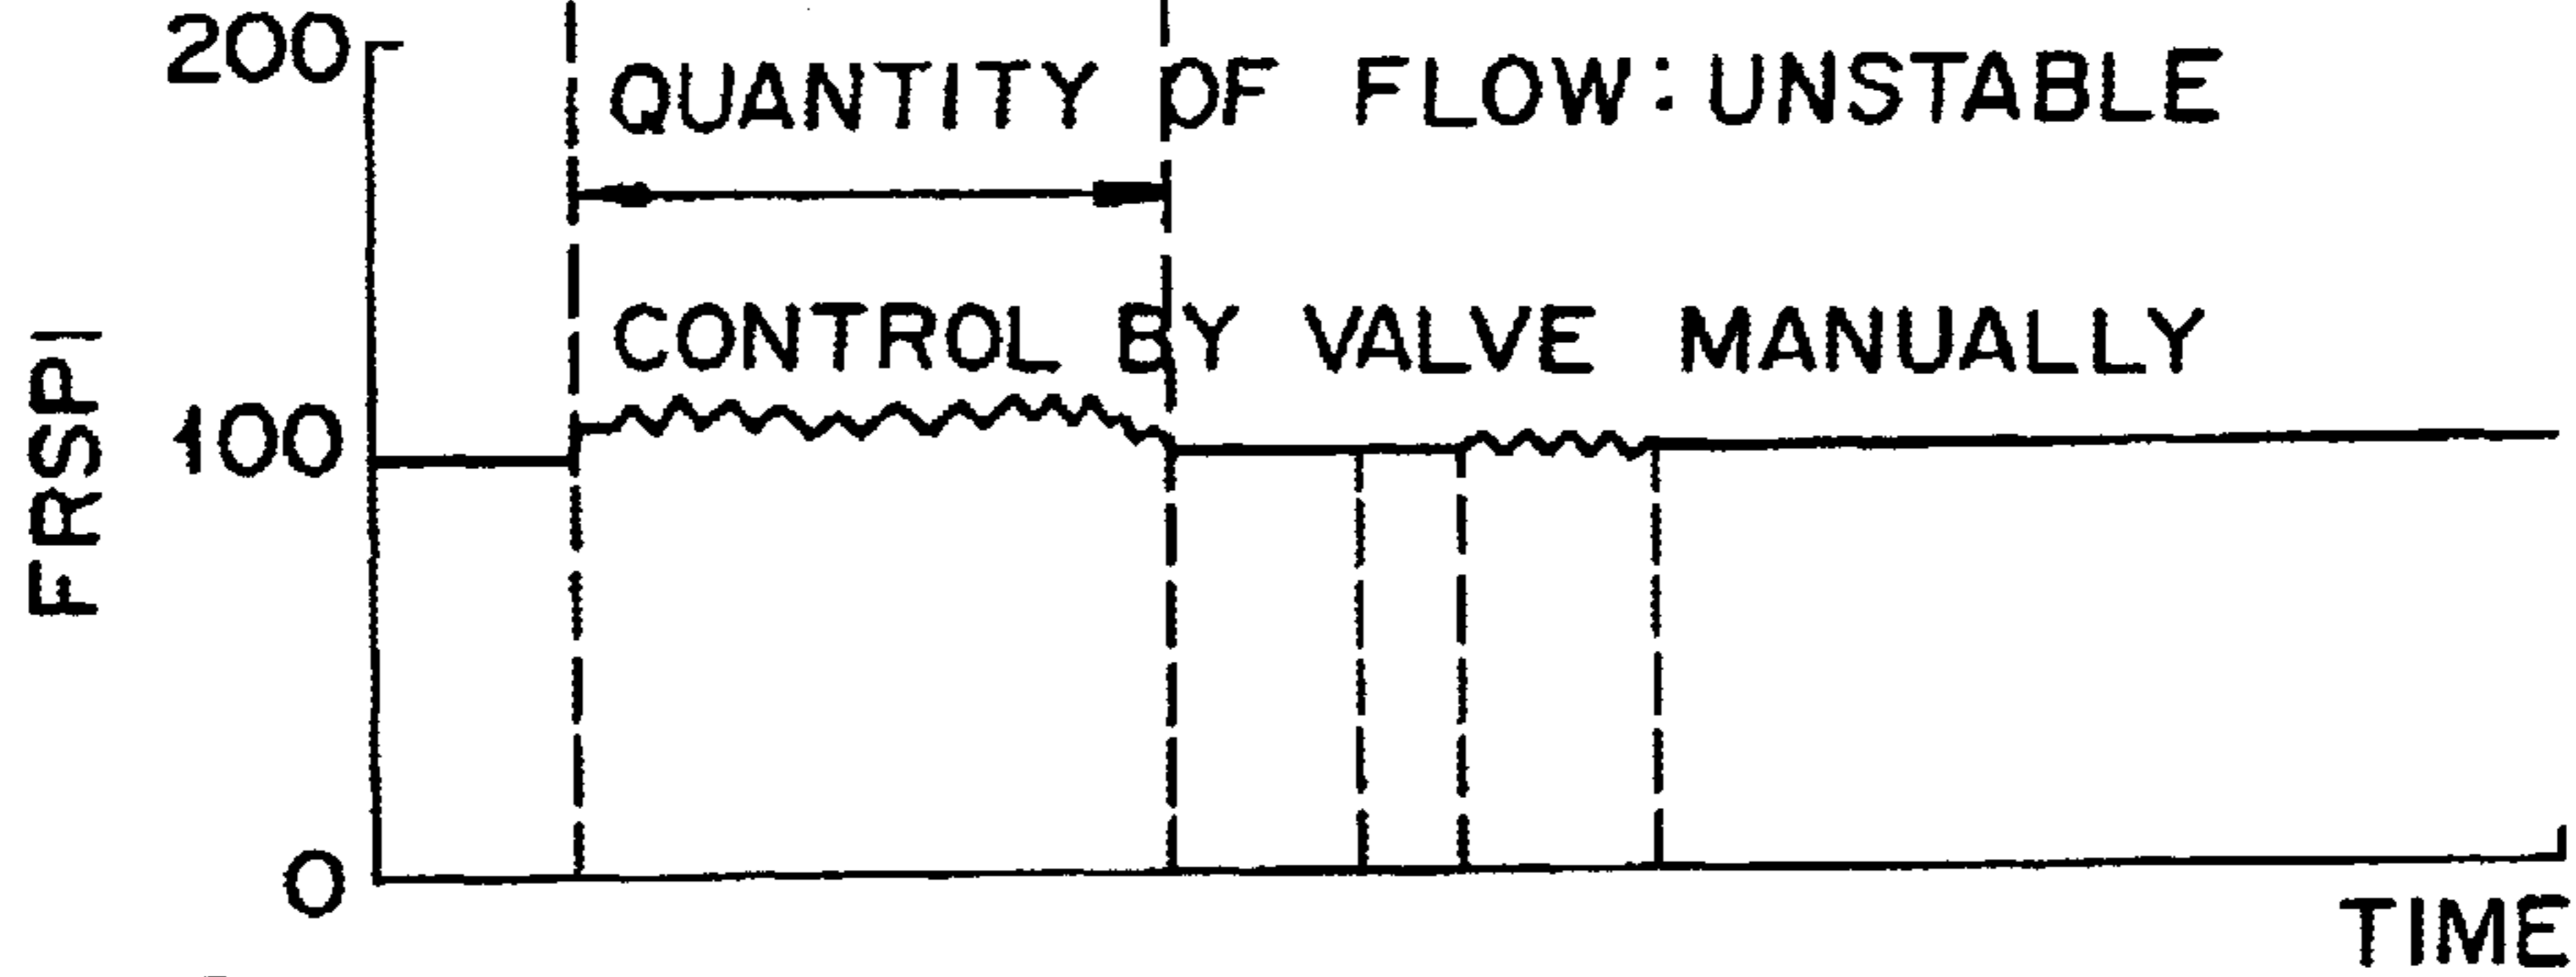 200
QUANTITY OF FLOW: UNSTABLE
CONTROL BY VALVE MANUALLY
FRSPI
100
0
TIME